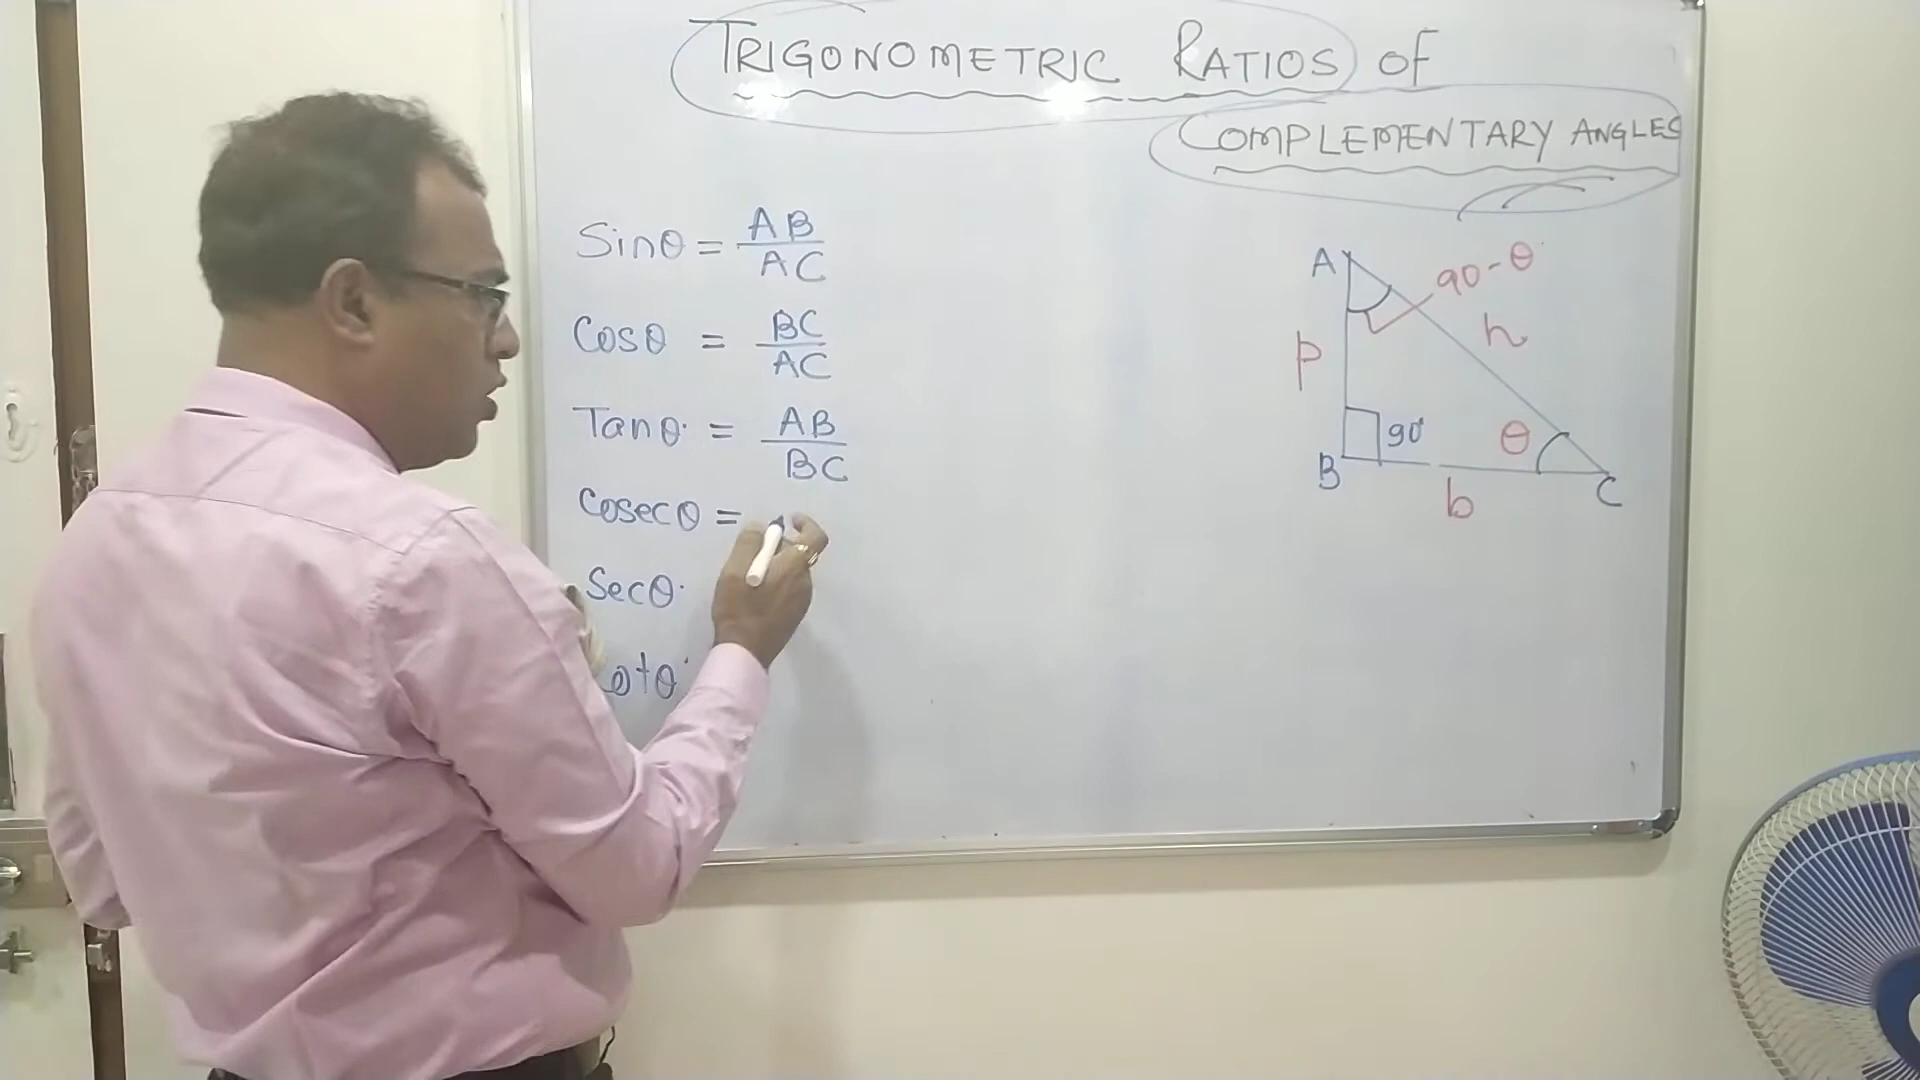 TRIGONOMETRIC RATIOS OF
COMPLEMENTARY ANGLES
Sinθ = AB
AC
Cosθ = BC
AC
Tanθ = AB
BC
Cosecθ =
Secθ
Cotθ
A 90-θ
h
p
90°
θ
B
b
C